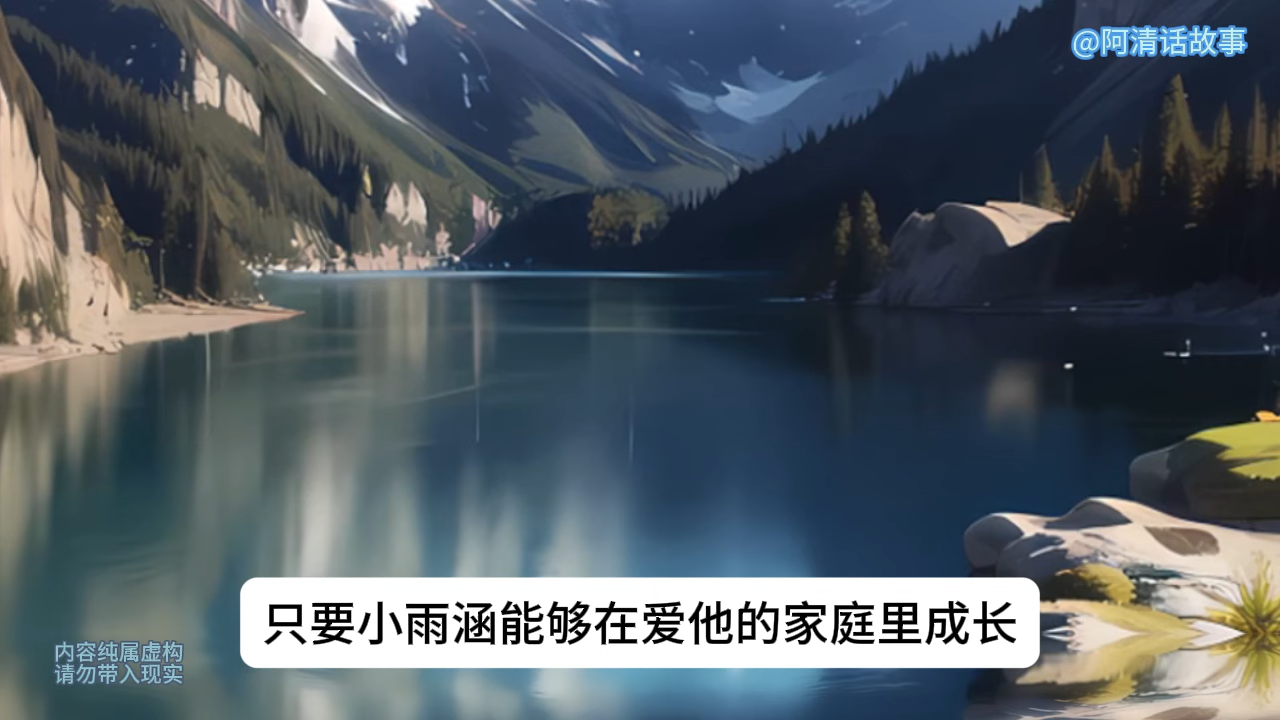 @阿清话故事
只要小雨涵能够在爱他的家庭里成长
内容纯属虚构
请勿带入现实